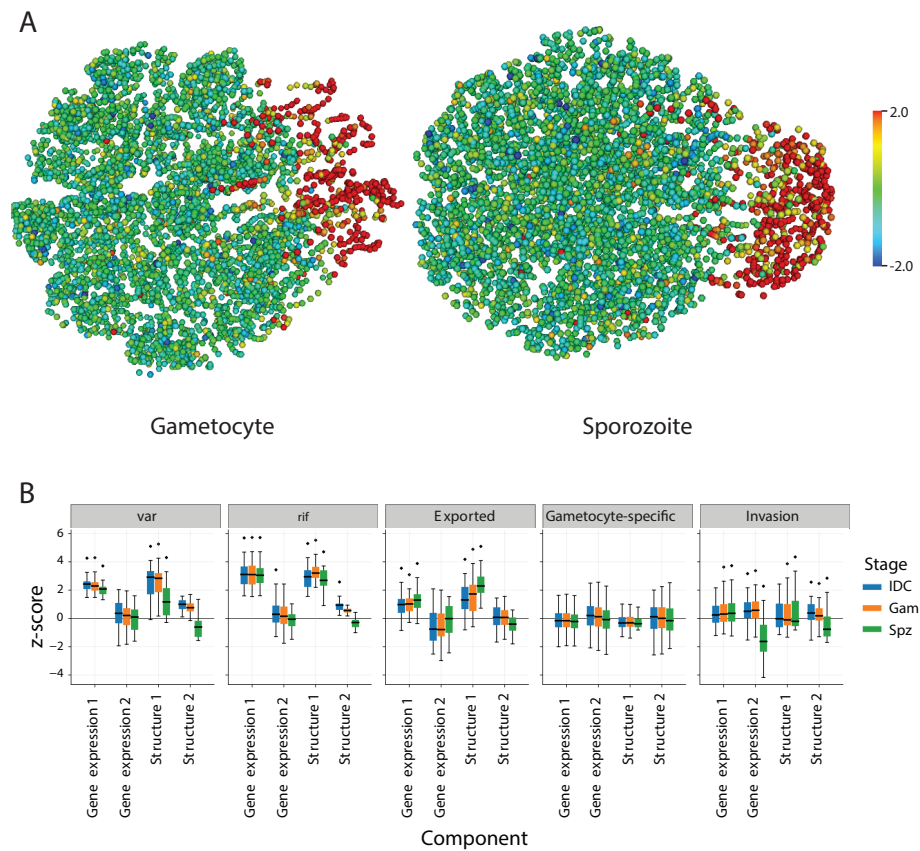 A
2.0
-2.0
Gametocyte
Sporozoite
B
var
rif
Exported
Gametocyte-specific
Invasion
6
4
2
0
−2
−4
z-score
Stage
IDC
Gam
Spz
Gene expression 1
Gene expression 2
Structure 1
Structure 2
Gene expression 1
Gene expression 2
Structure 1
Structure 2
Gene expression 1
Gene expression 2
Structure 1
Structure 2
Gene expression 1
Gene expression 2
Structure 1
Structure 2
Gene expression 1
Gene expression 2
Structure 1
Structure 2
Component